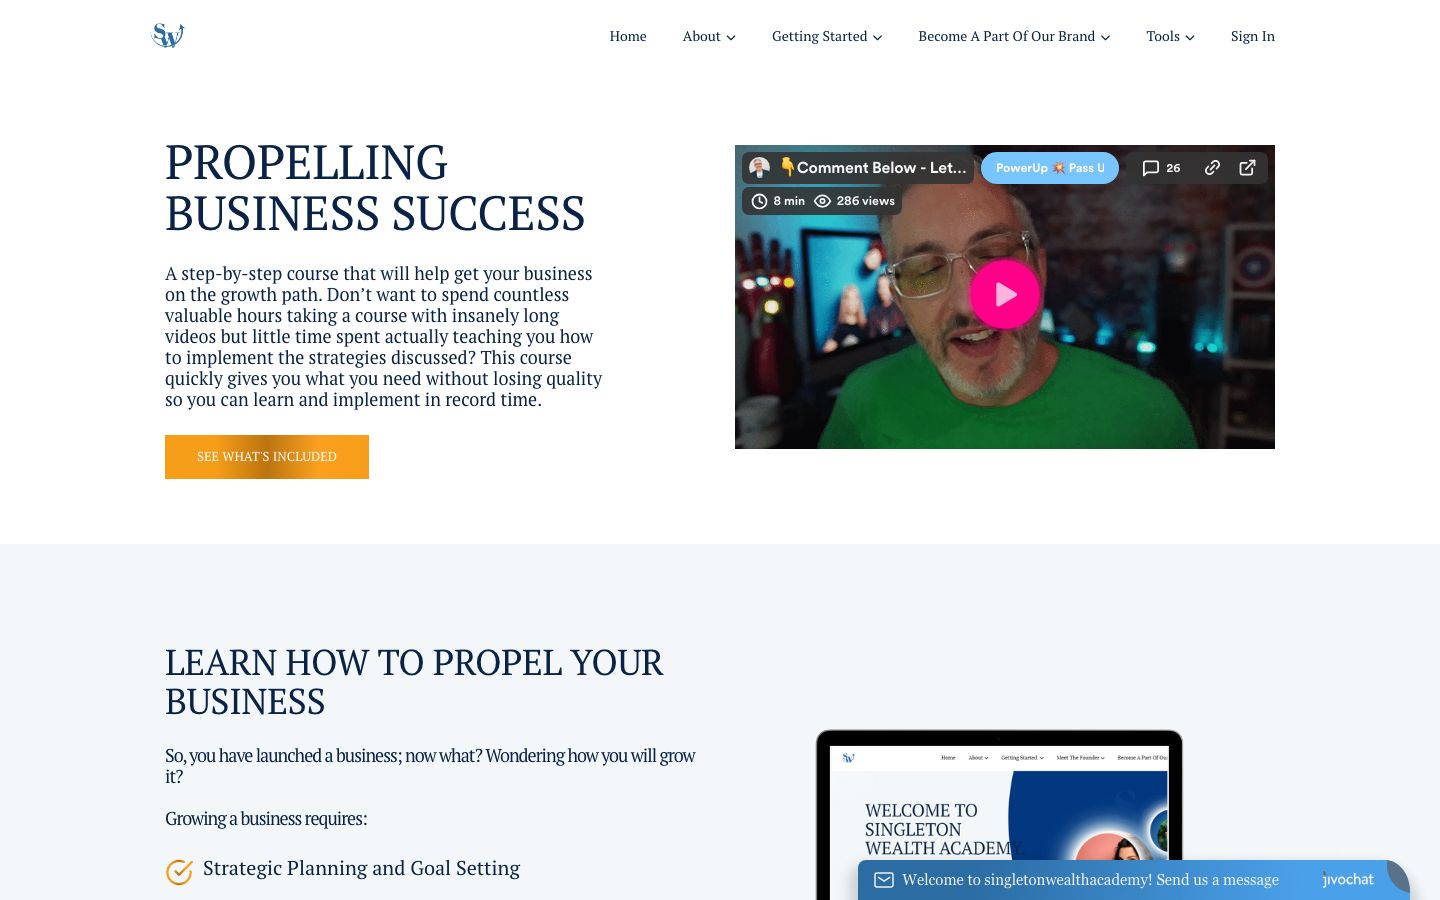 SW
Home
About
Getting Started
Become A Part Of Our Brand
Tools
Sign In
PROPELLING
BUSINESS SUCCESS
A step-by-step course that will help get your business
on the growth path. Don’t want to spend countless
valuable hours taking a course with insanely long
videos but little time spent actually teaching you how
to implement the strategies discussed? This course
quickly gives you what you need without losing quality
so you can learn and implement in record time.
SEE WHAT'S INCLUDED
👇Comment Below - Let...
PowerUp 💥 Pass U
26
8 min
286 views
LEARN HOW TO PROPEL YOUR
BUSINESS
So, you have launched a business; now what? Wondering how you will grow
it?
Growing a business requires:
Strategic Planning and Goal Setting
SW
Home
About
Getting Started
Meet The Founder
Become A Part Of Our
WELCOME TO
SINGLETON
WEALTH ACADEMY.
Welcome to singletonwealthacademy! Send us a message
jivochat